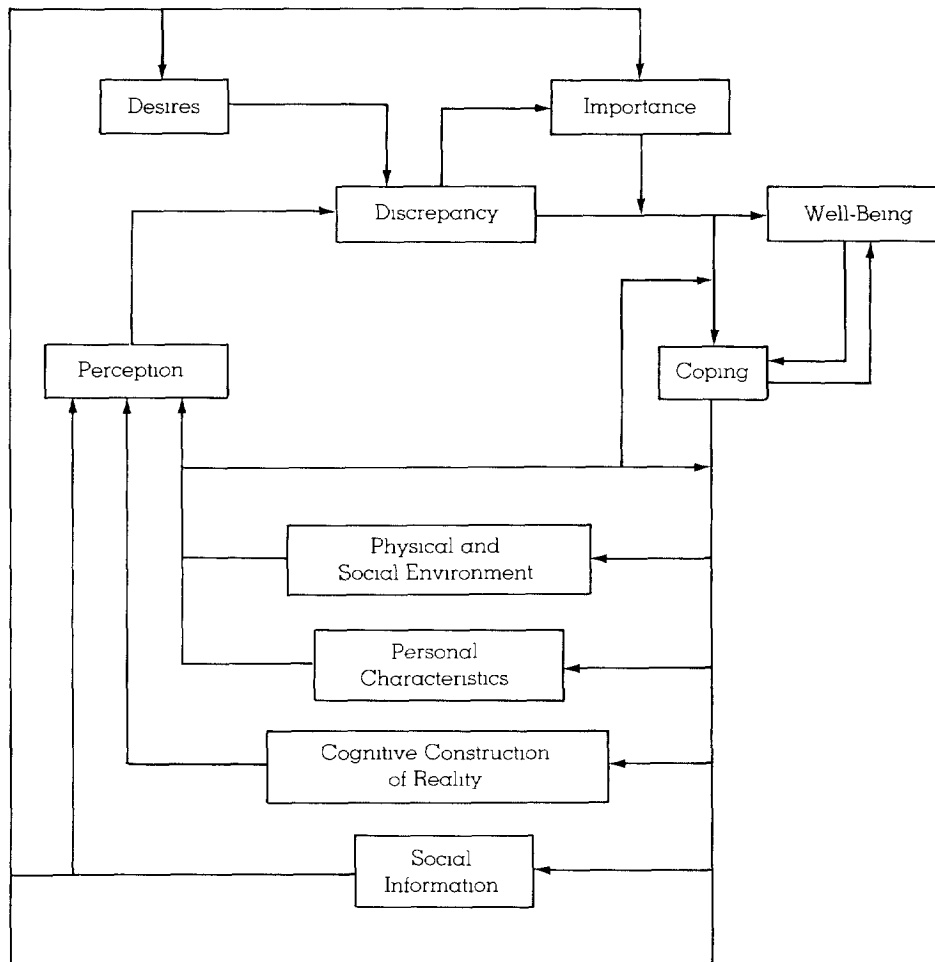 Desires
Importance
Discrepancy
Well-Being
Perception
Coping
Physical and
Social Environment
Personal
Characteristics
Cognitive Construction
of Reality
Social
Information